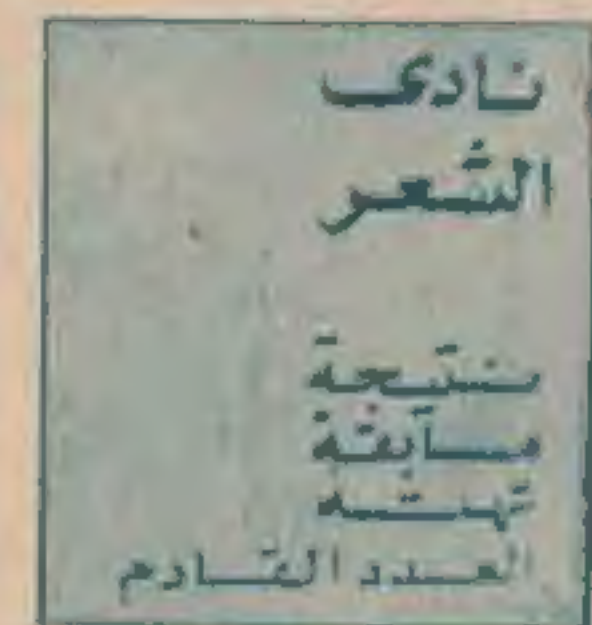 نادى
الشعر
نتيجة
مسابقة
العدد القادم